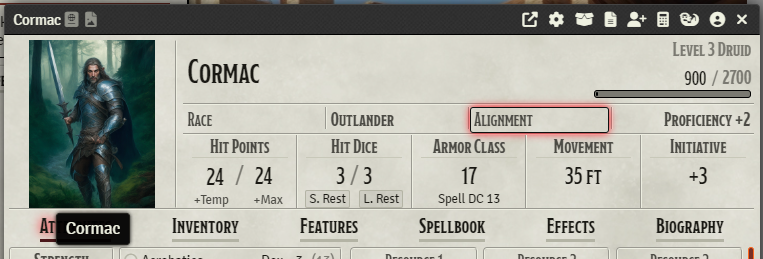 Cormac
LEVEL 3 DRUID
CORMAC
900 / 2700
RACE
OUTLANDER
ALIGNMENT
PROFICIENCY +2
HIT POINTS
HIT DICE
ARMOR CLASS
MOVEMENT
INITIATIVE
24 / 24
3 / 3
17
35 FT
+3
+Temp
+Max
S. Rest
L. Rest
Spell DC 13
AT
Cormac
INVENTORY
FEATURES
SPELLBOOK
EFFECTS
BIOGRAPHY